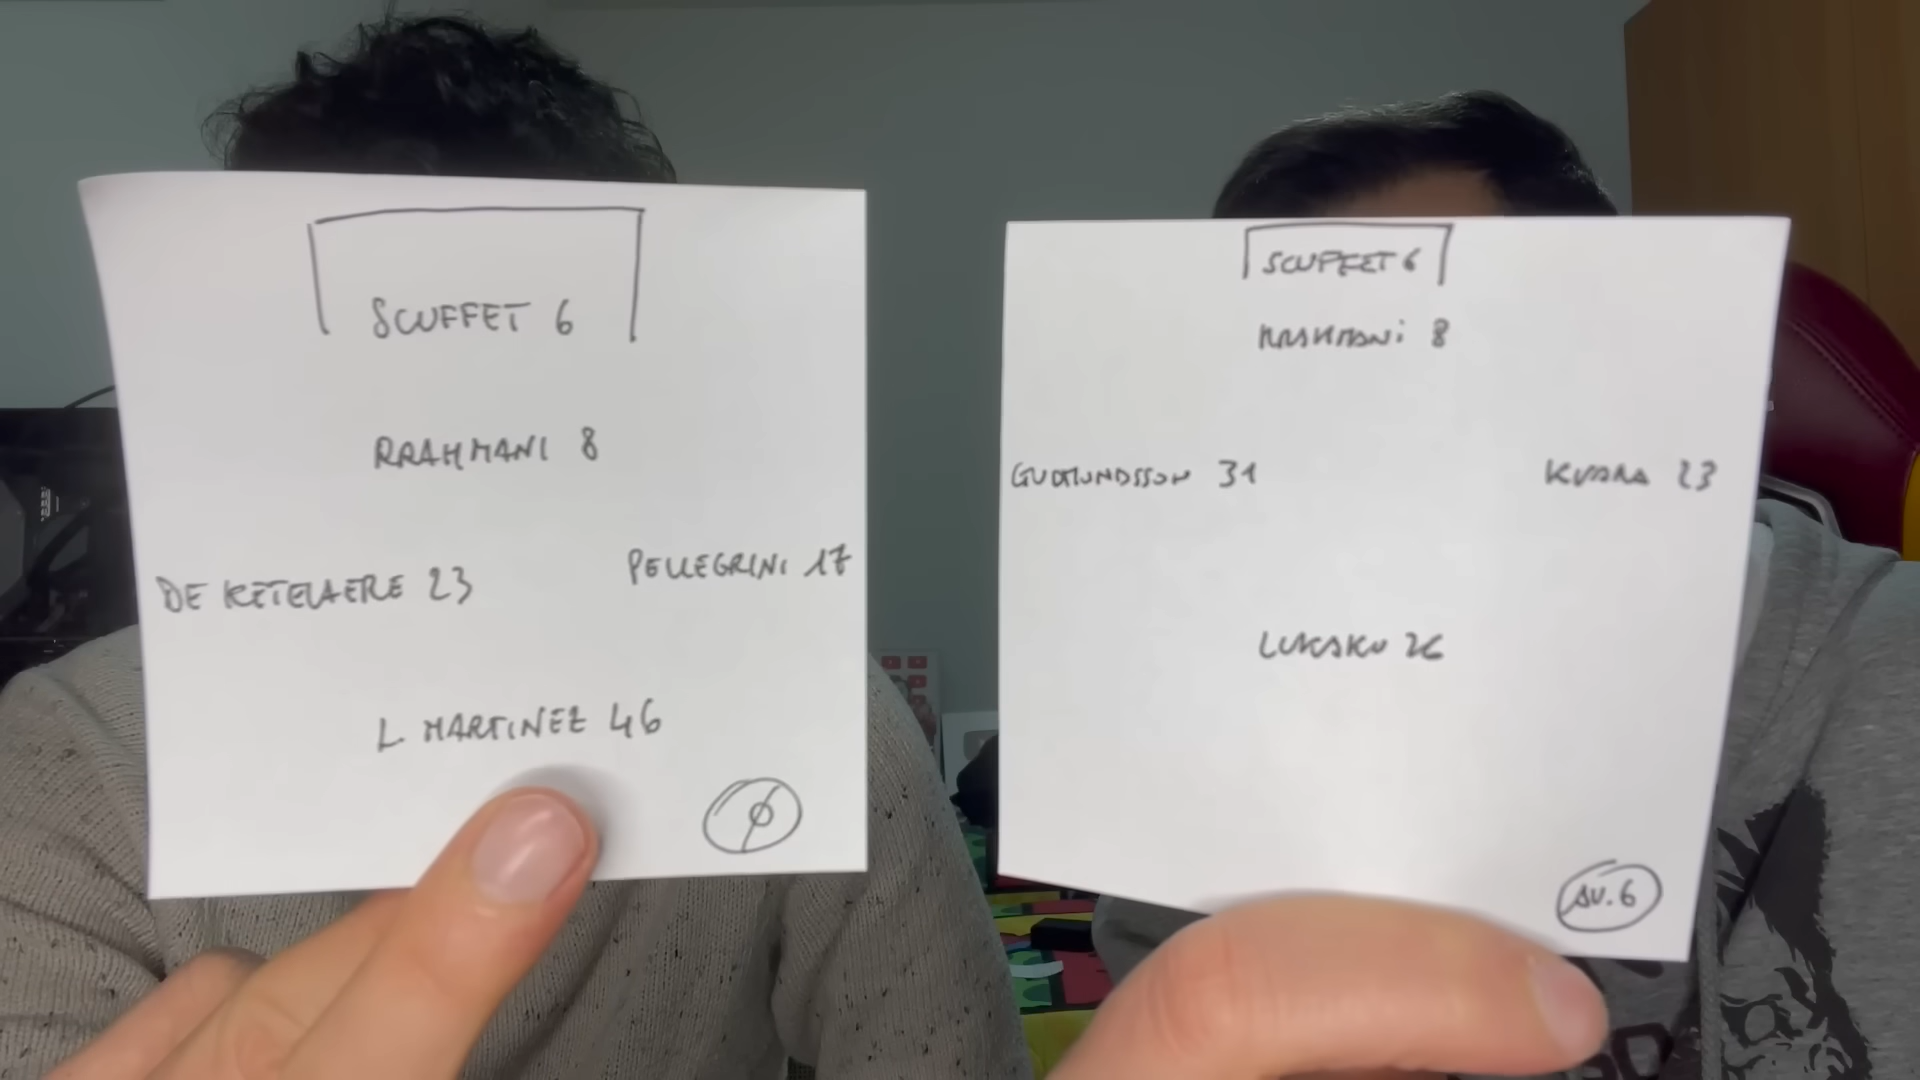 SCUFFET 6
RRAHMANI 8
DE KETELAERE 23
PELLEGRINI 17
L MARTINEZ 46
Ø
SCUFFET 6
RRAHMANI 8
GUDMUNDSSON 31
KVARA 23
LUKAKU 26
AV. 6